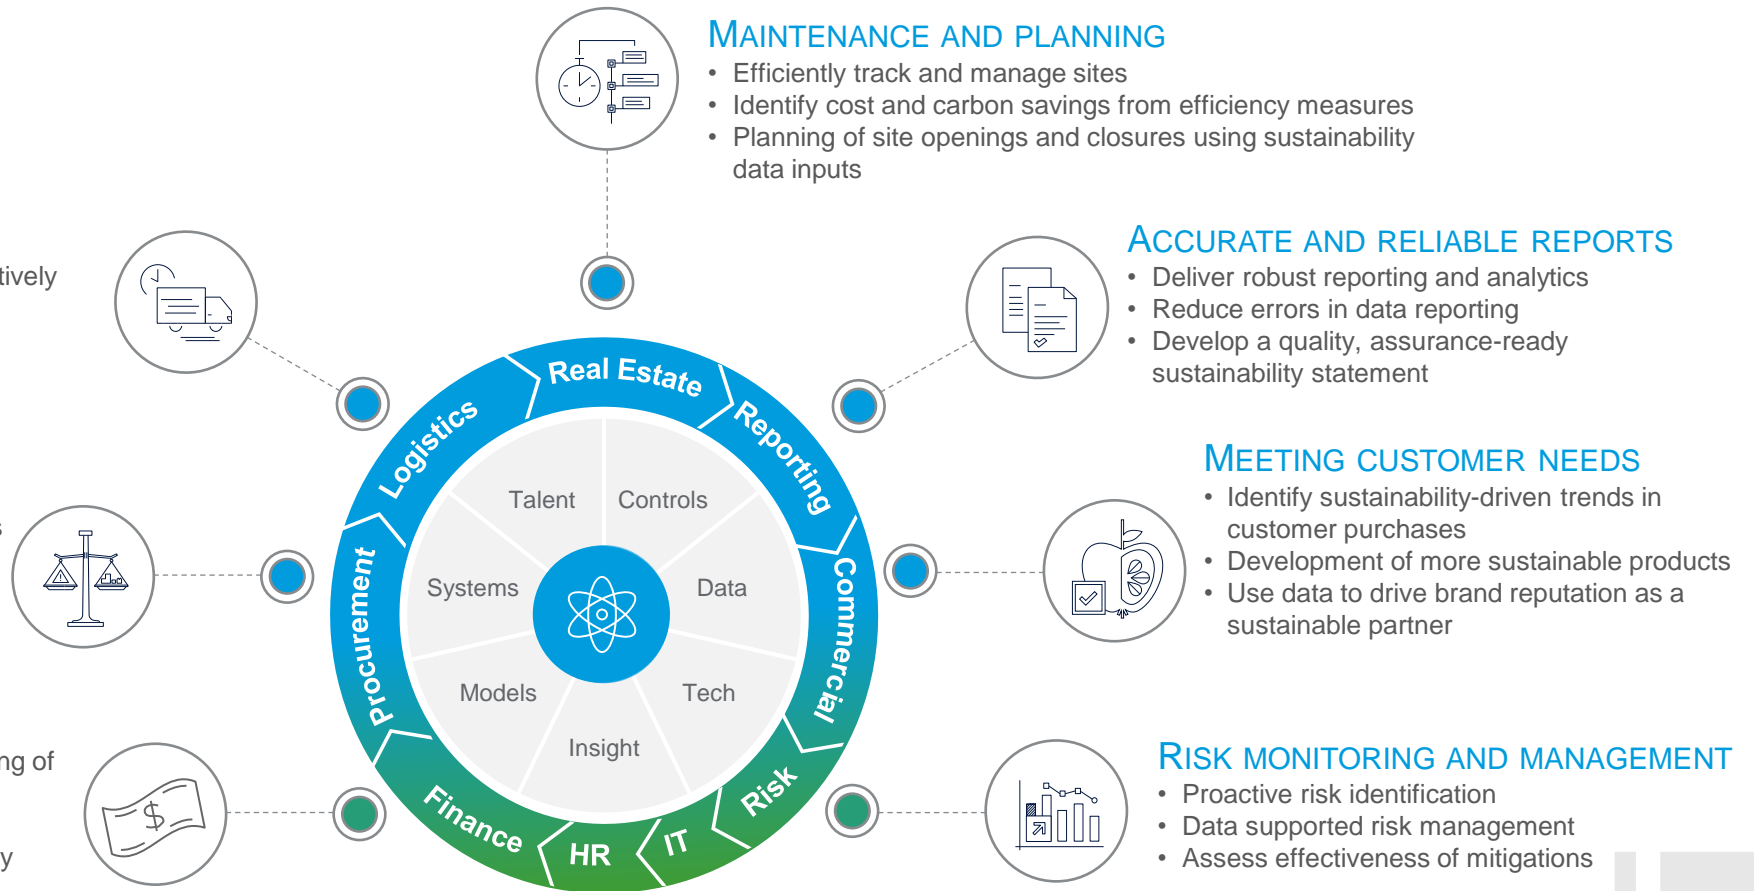 MAINTENANCE AND PLANNING
• Efficiently track and manage sites
• Identify cost and carbon savings from efficiency measures
• Planning of site openings and closures using sustainability
data inputs
ACCURATE AND RELIABLE REPORTS
• Deliver robust reporting and analytics
• Reduce errors in data reporting
• Develop a quality, assurance-ready
sustainability statement
MEETING CUSTOMER NEEDS
• Identify sustainability-driven trends in
customer purchases
• Development of more sustainable products
• Use data to drive brand reputation as a
sustainable partner
RISK MONITORING AND MANAGEMENT
• Proactive risk identification
• Data supported risk management
• Assess effectiveness of mitigations
tively
s
ng of
y
Real Estate
Reporting
Commercial
Risk
IT
HR
Finance
Procurement
Logistics
Talent
Controls
Data
Tech
Insight
Models
Systems
$